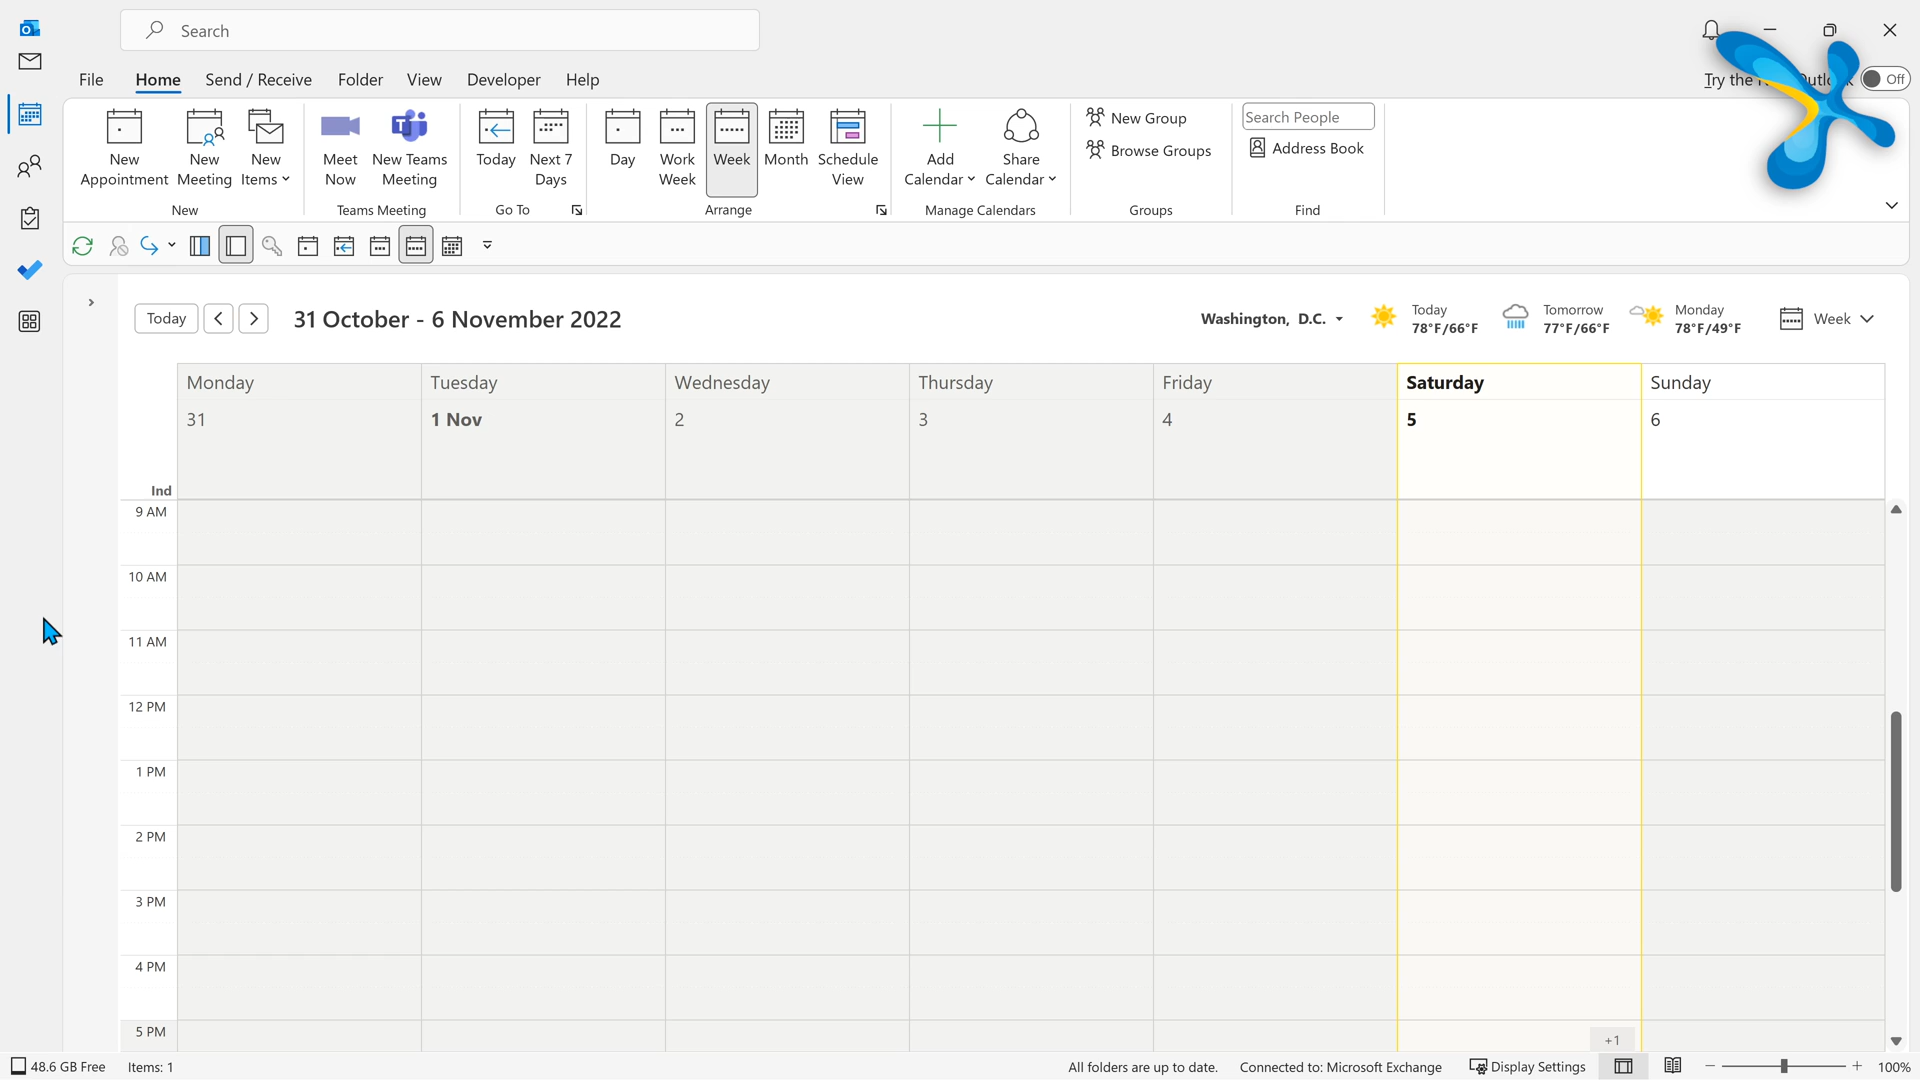 Search
File Home Send / Receive Folder View Developer Help
Try the Off
New Appointment
New Meeting
New Items
New
Meet Now
New Teams Meeting
Teams Meeting
Today
Next 7 Days
Go To
Day
Work Week
Week
Month
Schedule View
Arrange
Add Calendar
Share Calendar
Manage Calendars
New Group
Browse Groups
Groups
Search People
Address Book
Find
Today
31 October - 6 November 2022
Washington, D.C.
Today
78°F/66°F
Tomorrow
77°F/66°F
Monday
78°F/49°F
Week
Monday Tuesday Wednesday Thursday Friday Saturday Sunday
31 1 Nov 2 3 4 5 6
Ind
9 AM
10 AM
11 AM
12 PM
1 PM
2 PM
3 PM
4 PM
5 PM
+1
48.6 GB Free Items: 1 All folders are up to date. Connected to: Microsoft Exchange Display Settings 100%